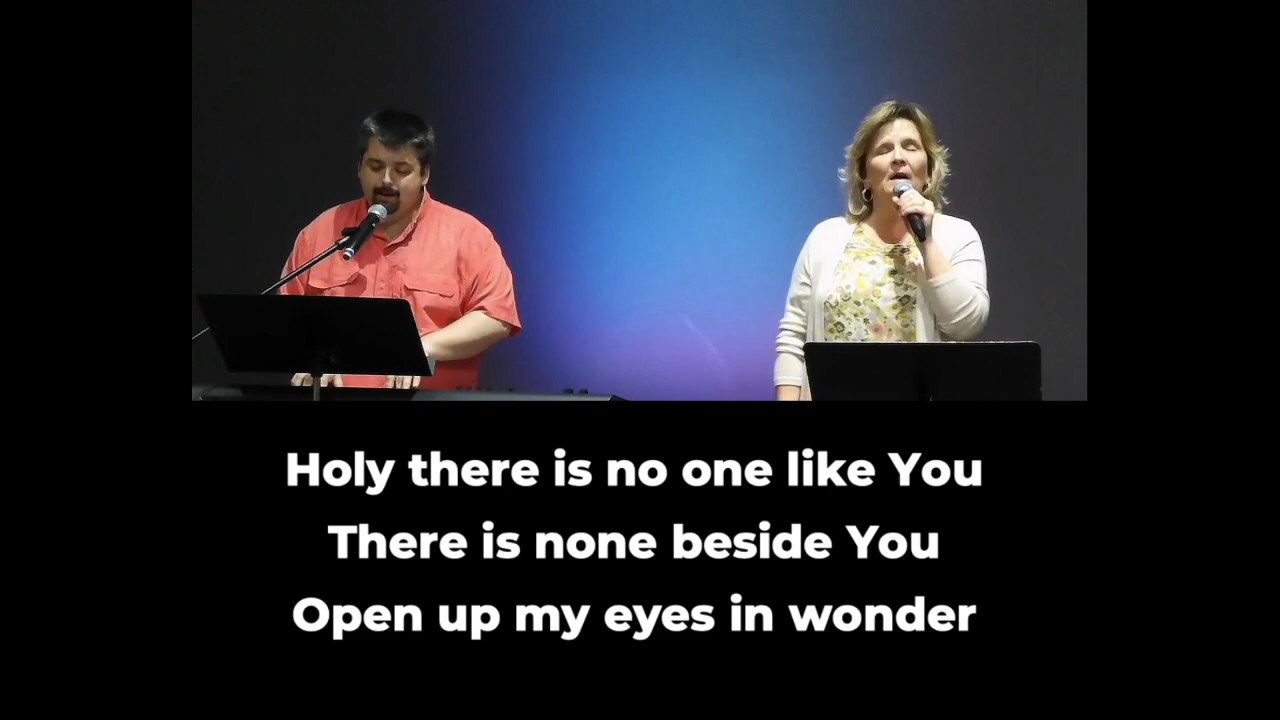 Holy there is no one like You
There is none beside You
Open up my eyes in wonder